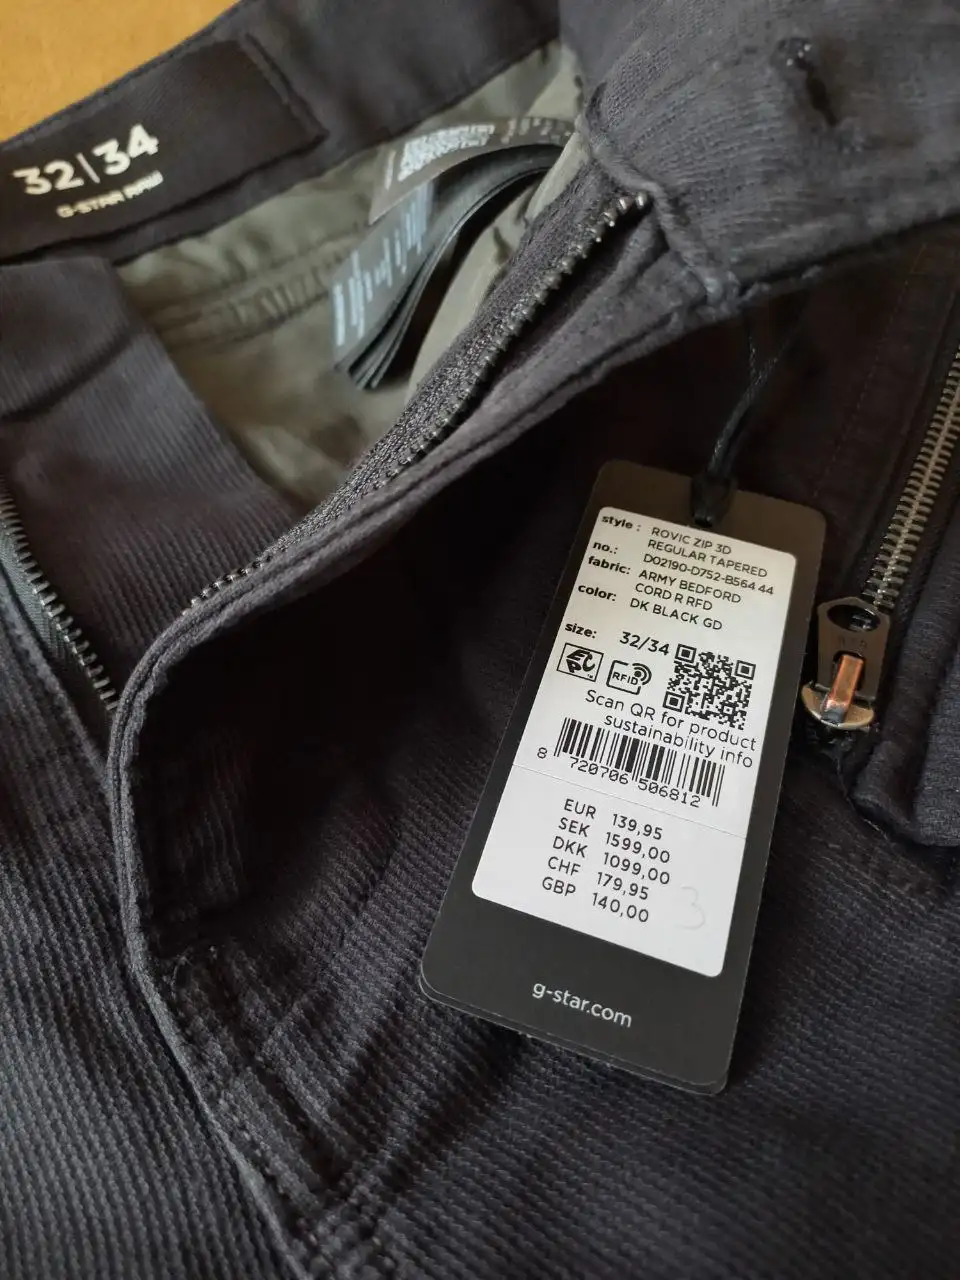 32|34
G-STAR RAW
style : ROVIC ZIP 3D
REGULAR TAPERED
no.: D02190-D752-B564 44
fabric: ARMY BEDFORD
CORD R RFD
color: DK BLACK GD
size: 32/34
RFID
Scan QR for product
sustainability info
8 720706 506812
EUR 139,95
SEK 1599,00
DKK 1099,00
CHF 179,95
GBP 140,00
3
g-star.com